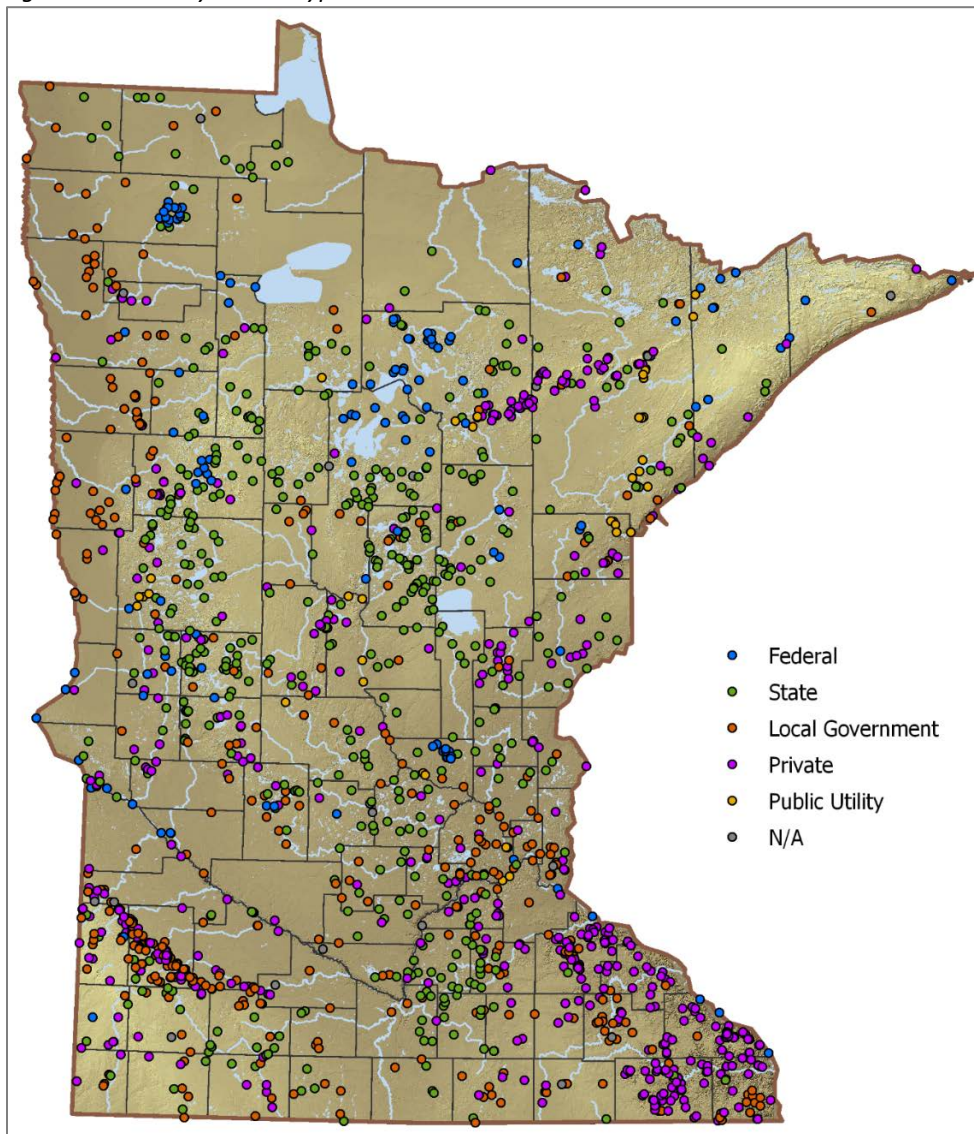 Federal
State
Local Government
Private
Public Utility
N/A